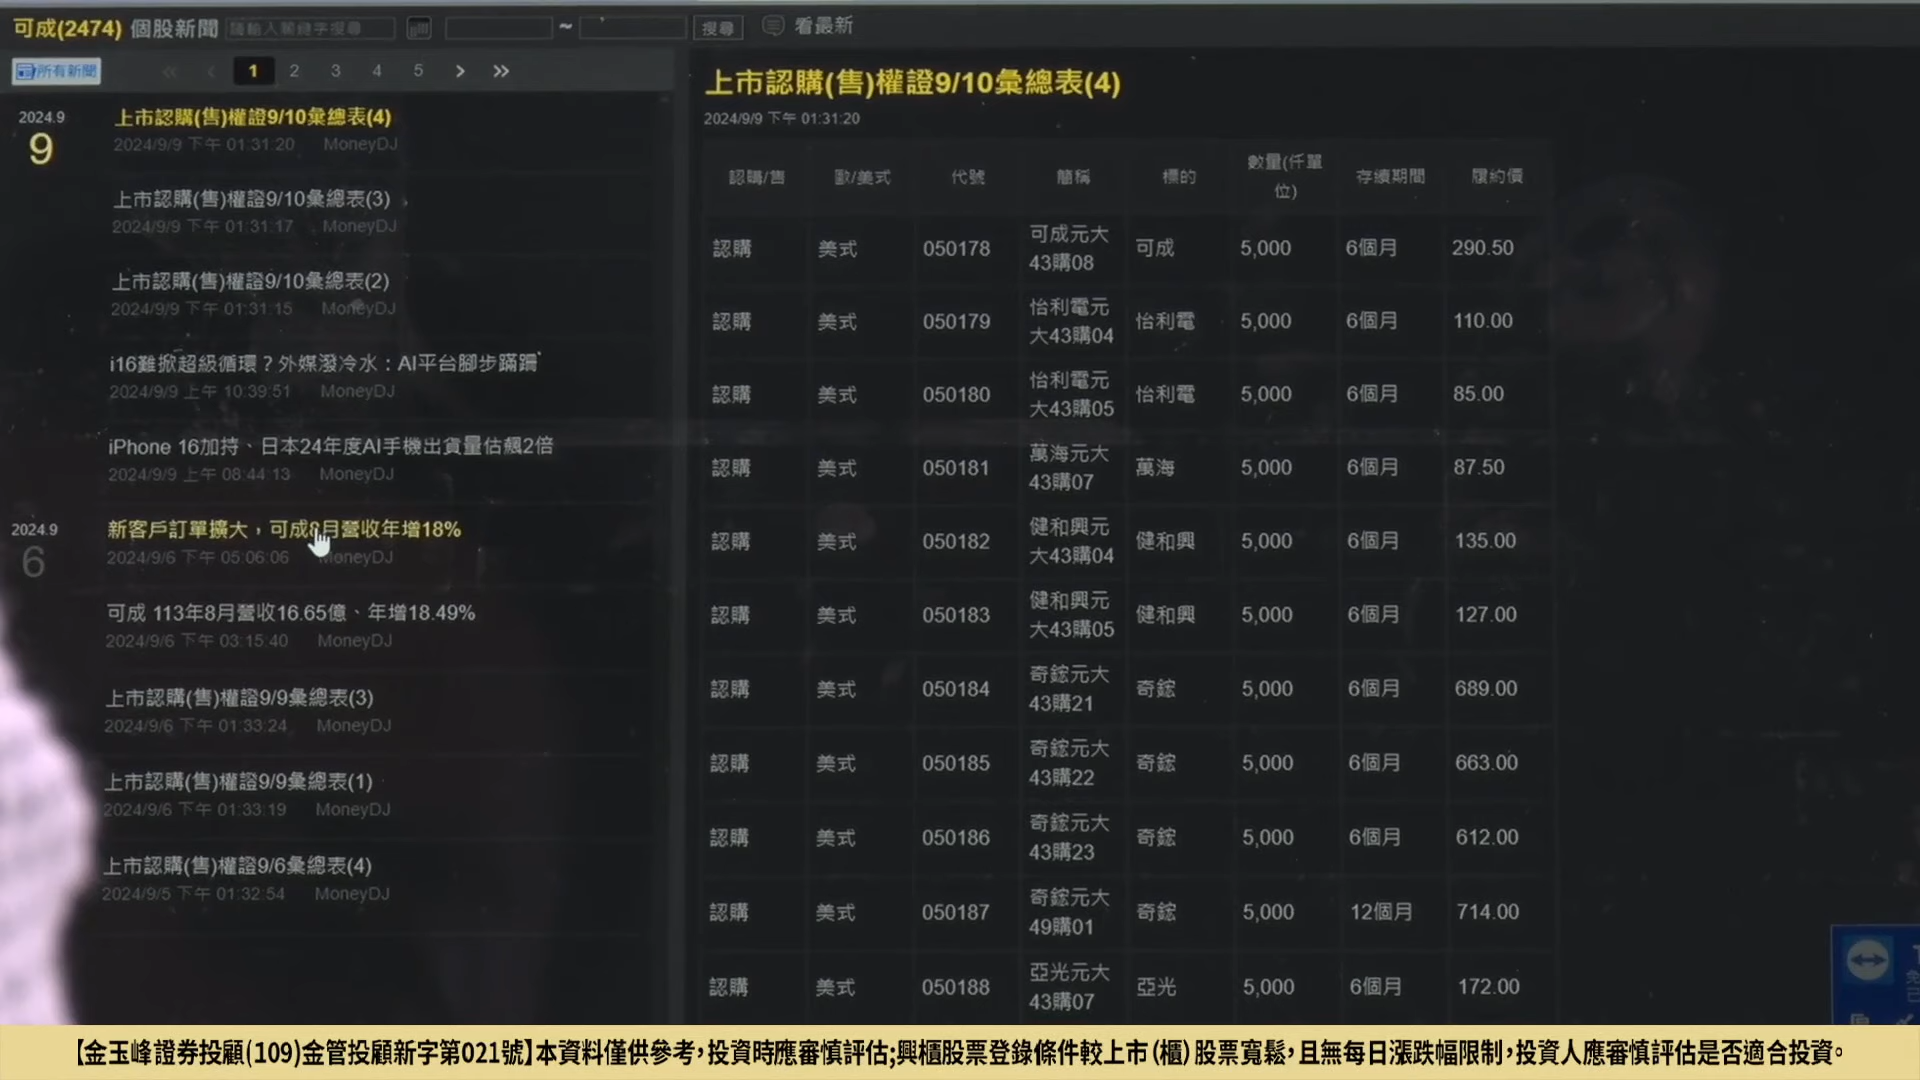 可成(2474) 個股新聞 請輸入關鍵字搜尋 ~ 搜尋 看最新
所有新聞 « ‹ 1 2 3 4 5 › »
2024.9
9
上市認購(售)權證9/10彙總表(4)
2024/9/9 下午 01:31:20 MoneyDJ
上市認購(售)權證9/10彙總表(3)
2024/9/9 下午 01:31:17 MoneyDJ
上市認購(售)權證9/10彙總表(2)
2024/9/9 下午 01:31:15 MoneyDJ
i16難掀超級循環？外媒潑冷水：AI平台腳步蹣跚
2024/9/9 上午 10:39:51 MoneyDJ
iPhone 16加持、日本24年度AI手機出貨量估飆2倍
2024/9/9 上午 08:44:13 MoneyDJ
2024.9
6
新客戶訂單擴大，可成8月營收年增18%
2024/9/6 下午 05:06:06 MoneyDJ
可成 113年8月營收16.65億、年增18.49%
2024/9/6 下午 03:15:40 MoneyDJ
上市認購(售)權證9/9彙總表(3)
2024/9/6 下午 01:33:24 MoneyDJ
上市認購(售)權證9/9彙總表(1)
2024/9/6 下午 01:33:19 MoneyDJ
上市認購(售)權證9/6彙總表(4)
2024/9/5 下午 01:32:54 MoneyDJ
上市認購(售)權證9/10彙總表(4)
2024/9/9 下午 01:31:20
認購/售 歐/美式 代號 簡稱 標的 數量(仟單位) 存續期間 履約價
認購 美式 050178 可成元大43購08 可成 5,000 6個月 290.50
認購 美式 050179 怡利電元大43購04 怡利電 5,000 6個月 110.00
認購 美式 050180 怡利電元大43購05 怡利電 5,000 6個月 85.00
認購 美式 050181 萬海元大43購07 萬海 5,000 6個月 87.50
認購 美式 050182 健和興元大43購04 健和興 5,000 6個月 135.00
認購 美式 050183 健和興元大43購05 健和興 5,000 6個月 127.00
認購 美式 050184 奇鋐元大43購21 奇鋐 5,000 6個月 689.00
認購 美式 050185 奇鋐元大43購22 奇鋐 5,000 6個月 663.00
認購 美式 050186 奇鋐元大43購23 奇鋐 5,000 6個月 612.00
認購 美式 050187 奇鋐元大49購01 奇鋐 5,000 12個月 714.00
認購 美式 050188 亞光元大43購07 亞光 5,000 6個月 172.00
【金玉峰證券投顧(109)金管投顧新字第021號】本資料僅供參考，投資時應審慎評估；興櫃股票登錄條件較上市(櫃)股票寬鬆，且無每日漲跌幅限制，投資人應審慎評估是否適合投資。